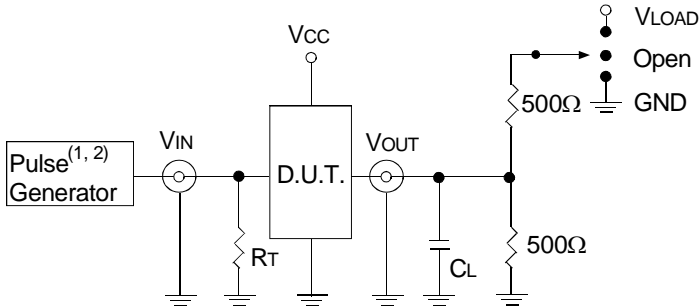 VLOAD
VCC
Open
500Ω
GND
VIN
VOUT
Pulse(1, 2)
Generator
D.U.T.
RT
CL
500Ω